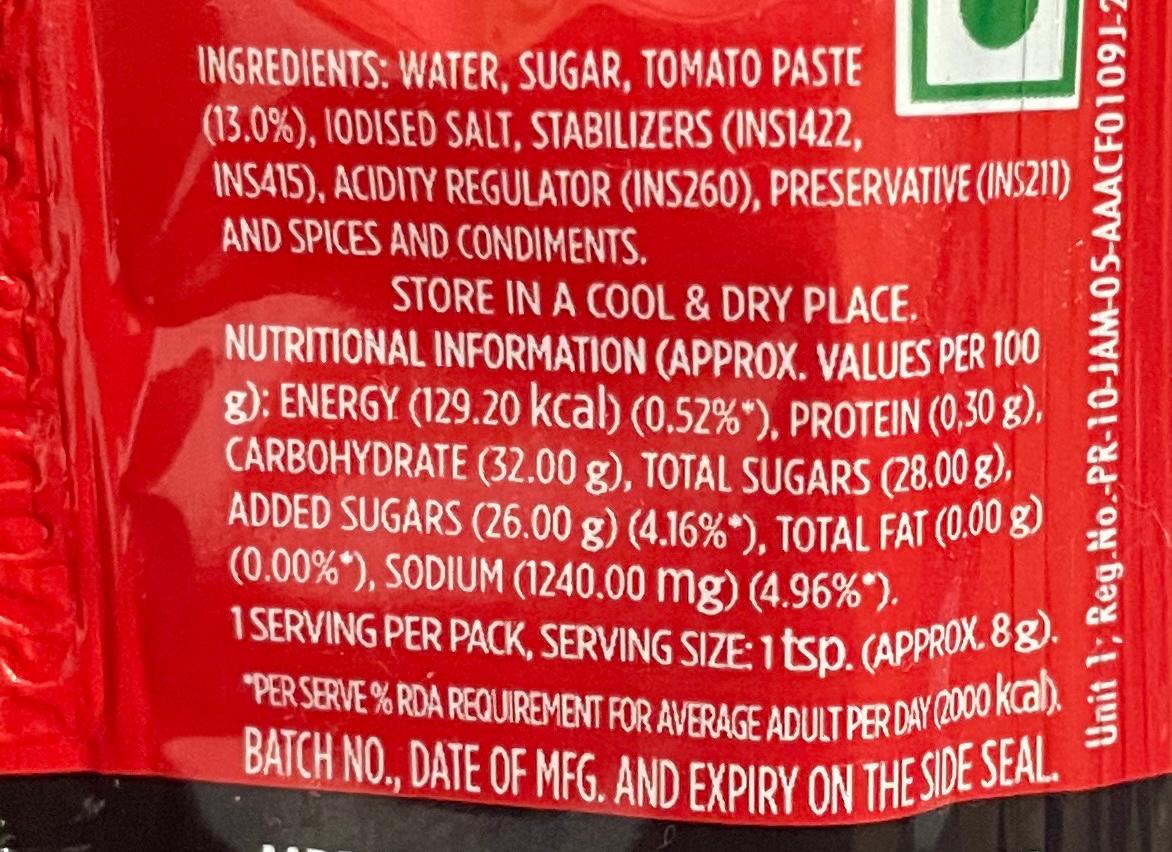 INGREDIENTS: WATER, SUGAR, TOMATO PASTE
(13.0%), IODISED SALT, STABILIZERS (INS1422,
INS415), ACIDITY REGULATOR (INS260), PRESERVATIVE (INS211)
AND SPICES AND CONDIMENTS.
STORE IN A COOL & DRY PLACE.
NUTRITIONAL INFORMATION (APPROX. VALUES PER 100
g): ENERGY (129.20 kcal) (0.52%*), PROTEIN (0,30 g),
CARBOHYDRATE (32.00 g), TOTAL SUGARS (28.00 g),
ADDED SUGARS (26.00 g) (4.16%*), TOTAL FAT (0.00 g)
(0.00%*), SODIUM (1240.00 mg) (4.96%*).
1 SERVING PER PACK, SERVING SIZE: 1 tsp. (APPROX. 8 g).
*PER SERVE % RDA REQUIREMENT FOR AVERAGE ADULT PER DAY (2000 kcal).
BATCH NO., DATE OF MFG. AND EXPIRY ON THE SIDE SEAL.
Unit 1; Reg.No.-PR-10-JAM-05-AAACF0109J-2